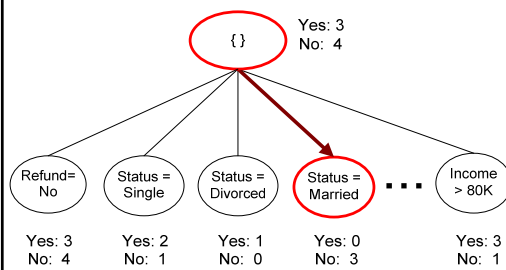 { }
Yes: 3
No: 4
Refund=
No
Status =
Single
Status =
Divorced
Status =
Married
...
Income
> 80K
Yes: 3
No: 4
Yes: 2
No: 1
Yes: 1
No: 0
Yes: 0
No: 3
Yes: 3
No: 1